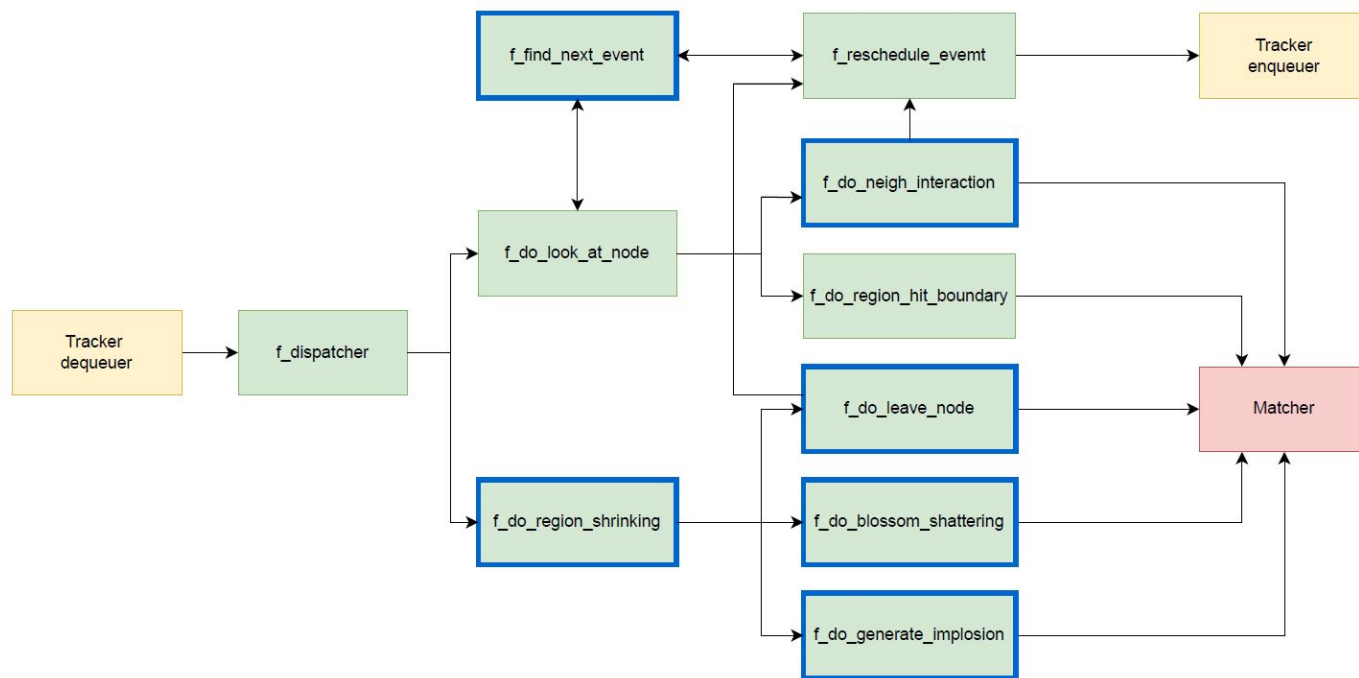 f_find_next_event
f_reschedule_evemt
Tracker
enqueuer
f_do_neigh_interaction
f_do_look_at_node
f_do_region_hit_boundary
Tracker
dequeuer
f_dispatcher
f_do_leave_node
Matcher
f_do_region_shrinking
f_do_blossom_shattering
f_do_generate_implosion